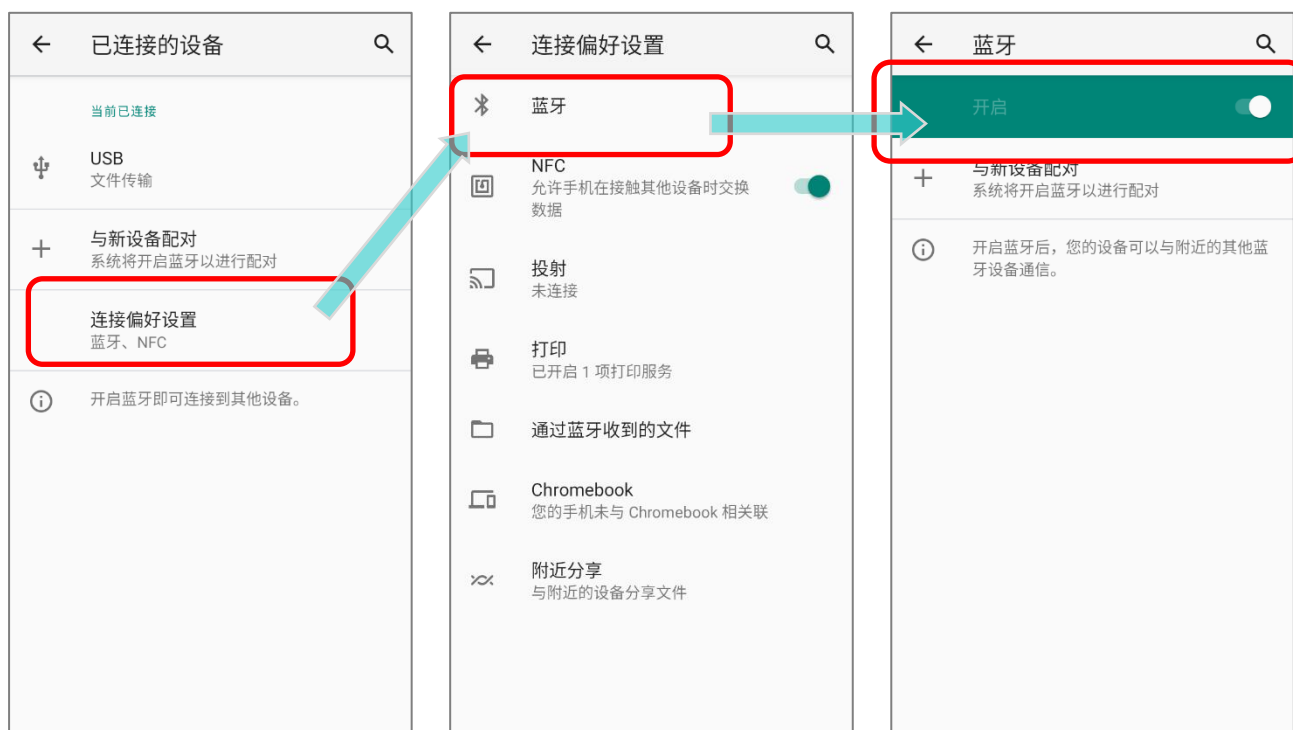 已连接的设备
当前已连接
USB
文件传输
与新设备配对
系统将开启蓝牙以进行配对
连接偏好设置
蓝牙、NFC
开启蓝牙即可连接到其他设备。
连接偏好设置
蓝牙
NFC
允许手机在接触其他设备时交换
数据
投射
未连接
打印
已开启 1 项打印服务
通过蓝牙收到的文件
Chromebook
您的手机未与 Chromebook 相关联
附近分享
与附近的设备分享文件
蓝牙
开启
与新设备配对
系统将开启蓝牙以进行配对
开启蓝牙后，您的设备可以与附近的其他蓝
牙设备通信。